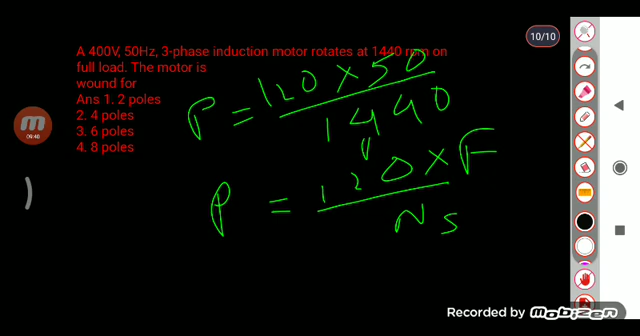 10/10
A 400V, 50Hz, 3-phase induction motor rotates at 1440 rpm on
full load. The motor is
wound for
Ans 1. 2 poles
2. 4 poles
3. 6 poles
4. 8 poles
P = 120 × 50
1440
P = 120 × F
Ns
09:40
Recorded by mobizen